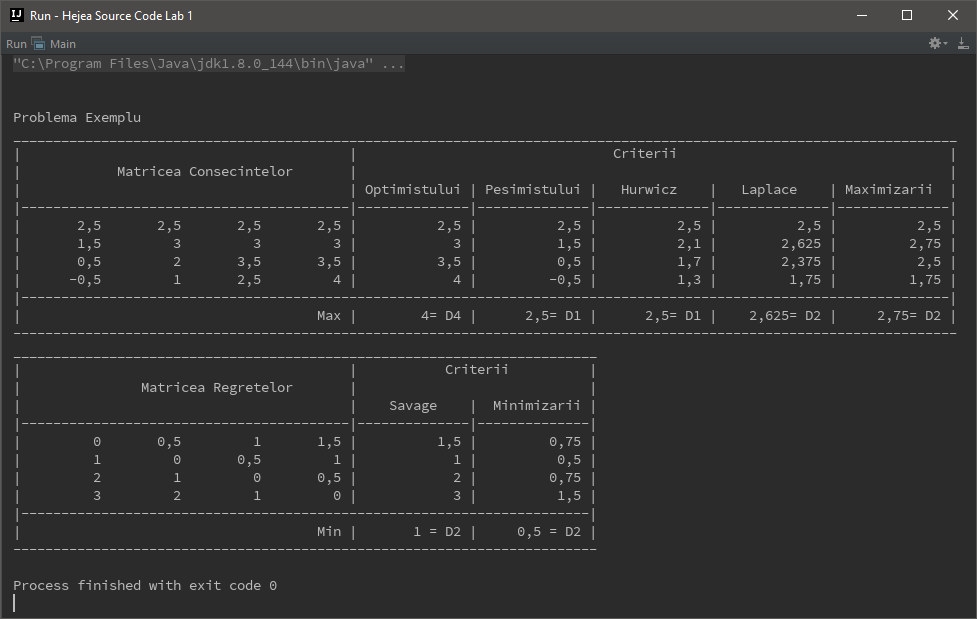 Run - Hejea Source Code Lab 1
Run Main
"C:\Program Files\Java\jdk1.8.0_144\bin\java" ...
Problema Exemplu
| | Criterii |
| Matricea Consecintelor | |
| | Optimistului | Pesimistului | Hurwicz | Laplace | Maximizarii |
|-----------------------------------------|--------------|--------------|--------------|--------------|--------------|
| 2,5 2,5 2,5 2,5 | 2,5 | 2,5 | 2,5 | 2,5 | 2,5 |
| 1,5 3 3 3 | 3 | 1,5 | 2,1 | 2,625 | 2,75 |
| 0,5 2 3,5 3,5 | 3,5 | 0,5 | 1,7 | 2,375 | 2,5 |
| -0,5 1 2,5 4 | 4 | -0,5 | 1,3 | 1,75 | 1,75 |
| Max | 4= D4 | 2,5= D1 | 2,5= D1 | 2,625= D2 | 2,75= D2 |
| | Criterii |
| Matricea Regretelor | |
| | Savage | Minimizarii |
|-----------------------------------------|--------------|--------------|
| 0 0,5 1 1,5 | 1,5 | 0,75 |
| 1 0 0,5 1 | 1 | 0,5 |
| 2 1 0 0,5 | 2 | 0,75 |
| 3 2 1 0 | 3 | 1,5 |
| Min | 1 = D2 | 0,5 = D2 |
Process finished with exit code 0